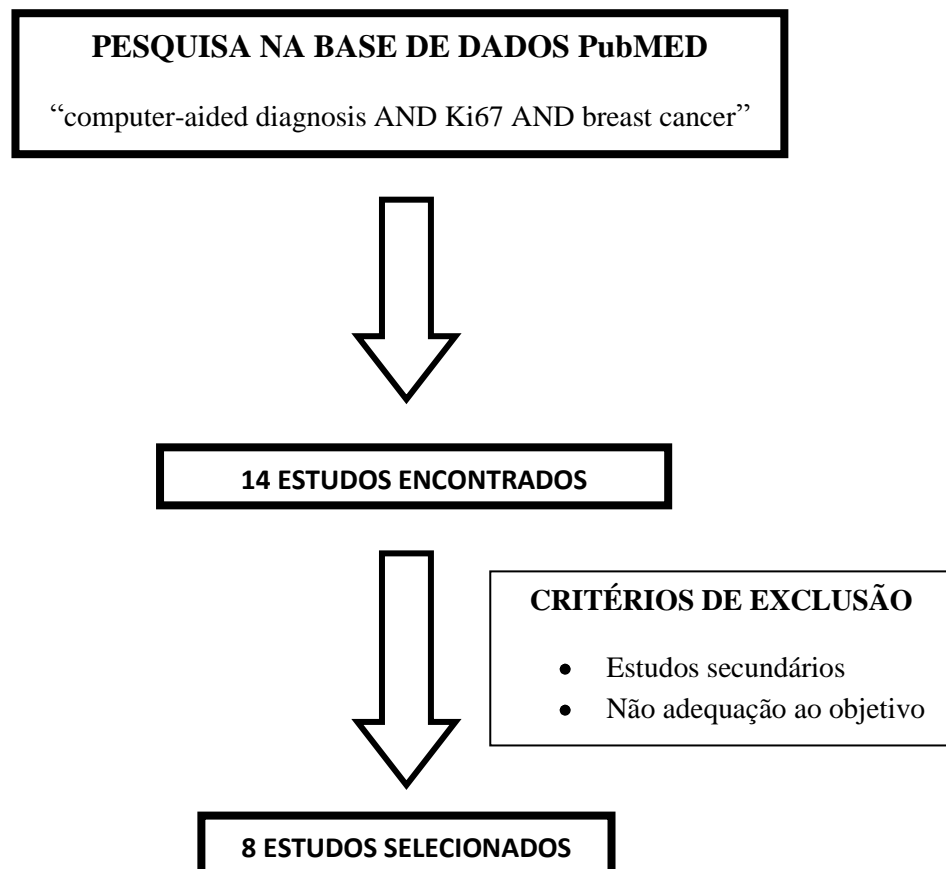 PESQUISA NA BASE DE DADOS PubMED
“computer-aided diagnosis AND Ki67 AND breast cancer”
14 ESTUDOS ENCONTRADOS
CRITÉRIOS DE EXCLUSÃO
• Estudos secundários
• Não adequação ao objetivo
8 ESTUDOS SELECIONADOS